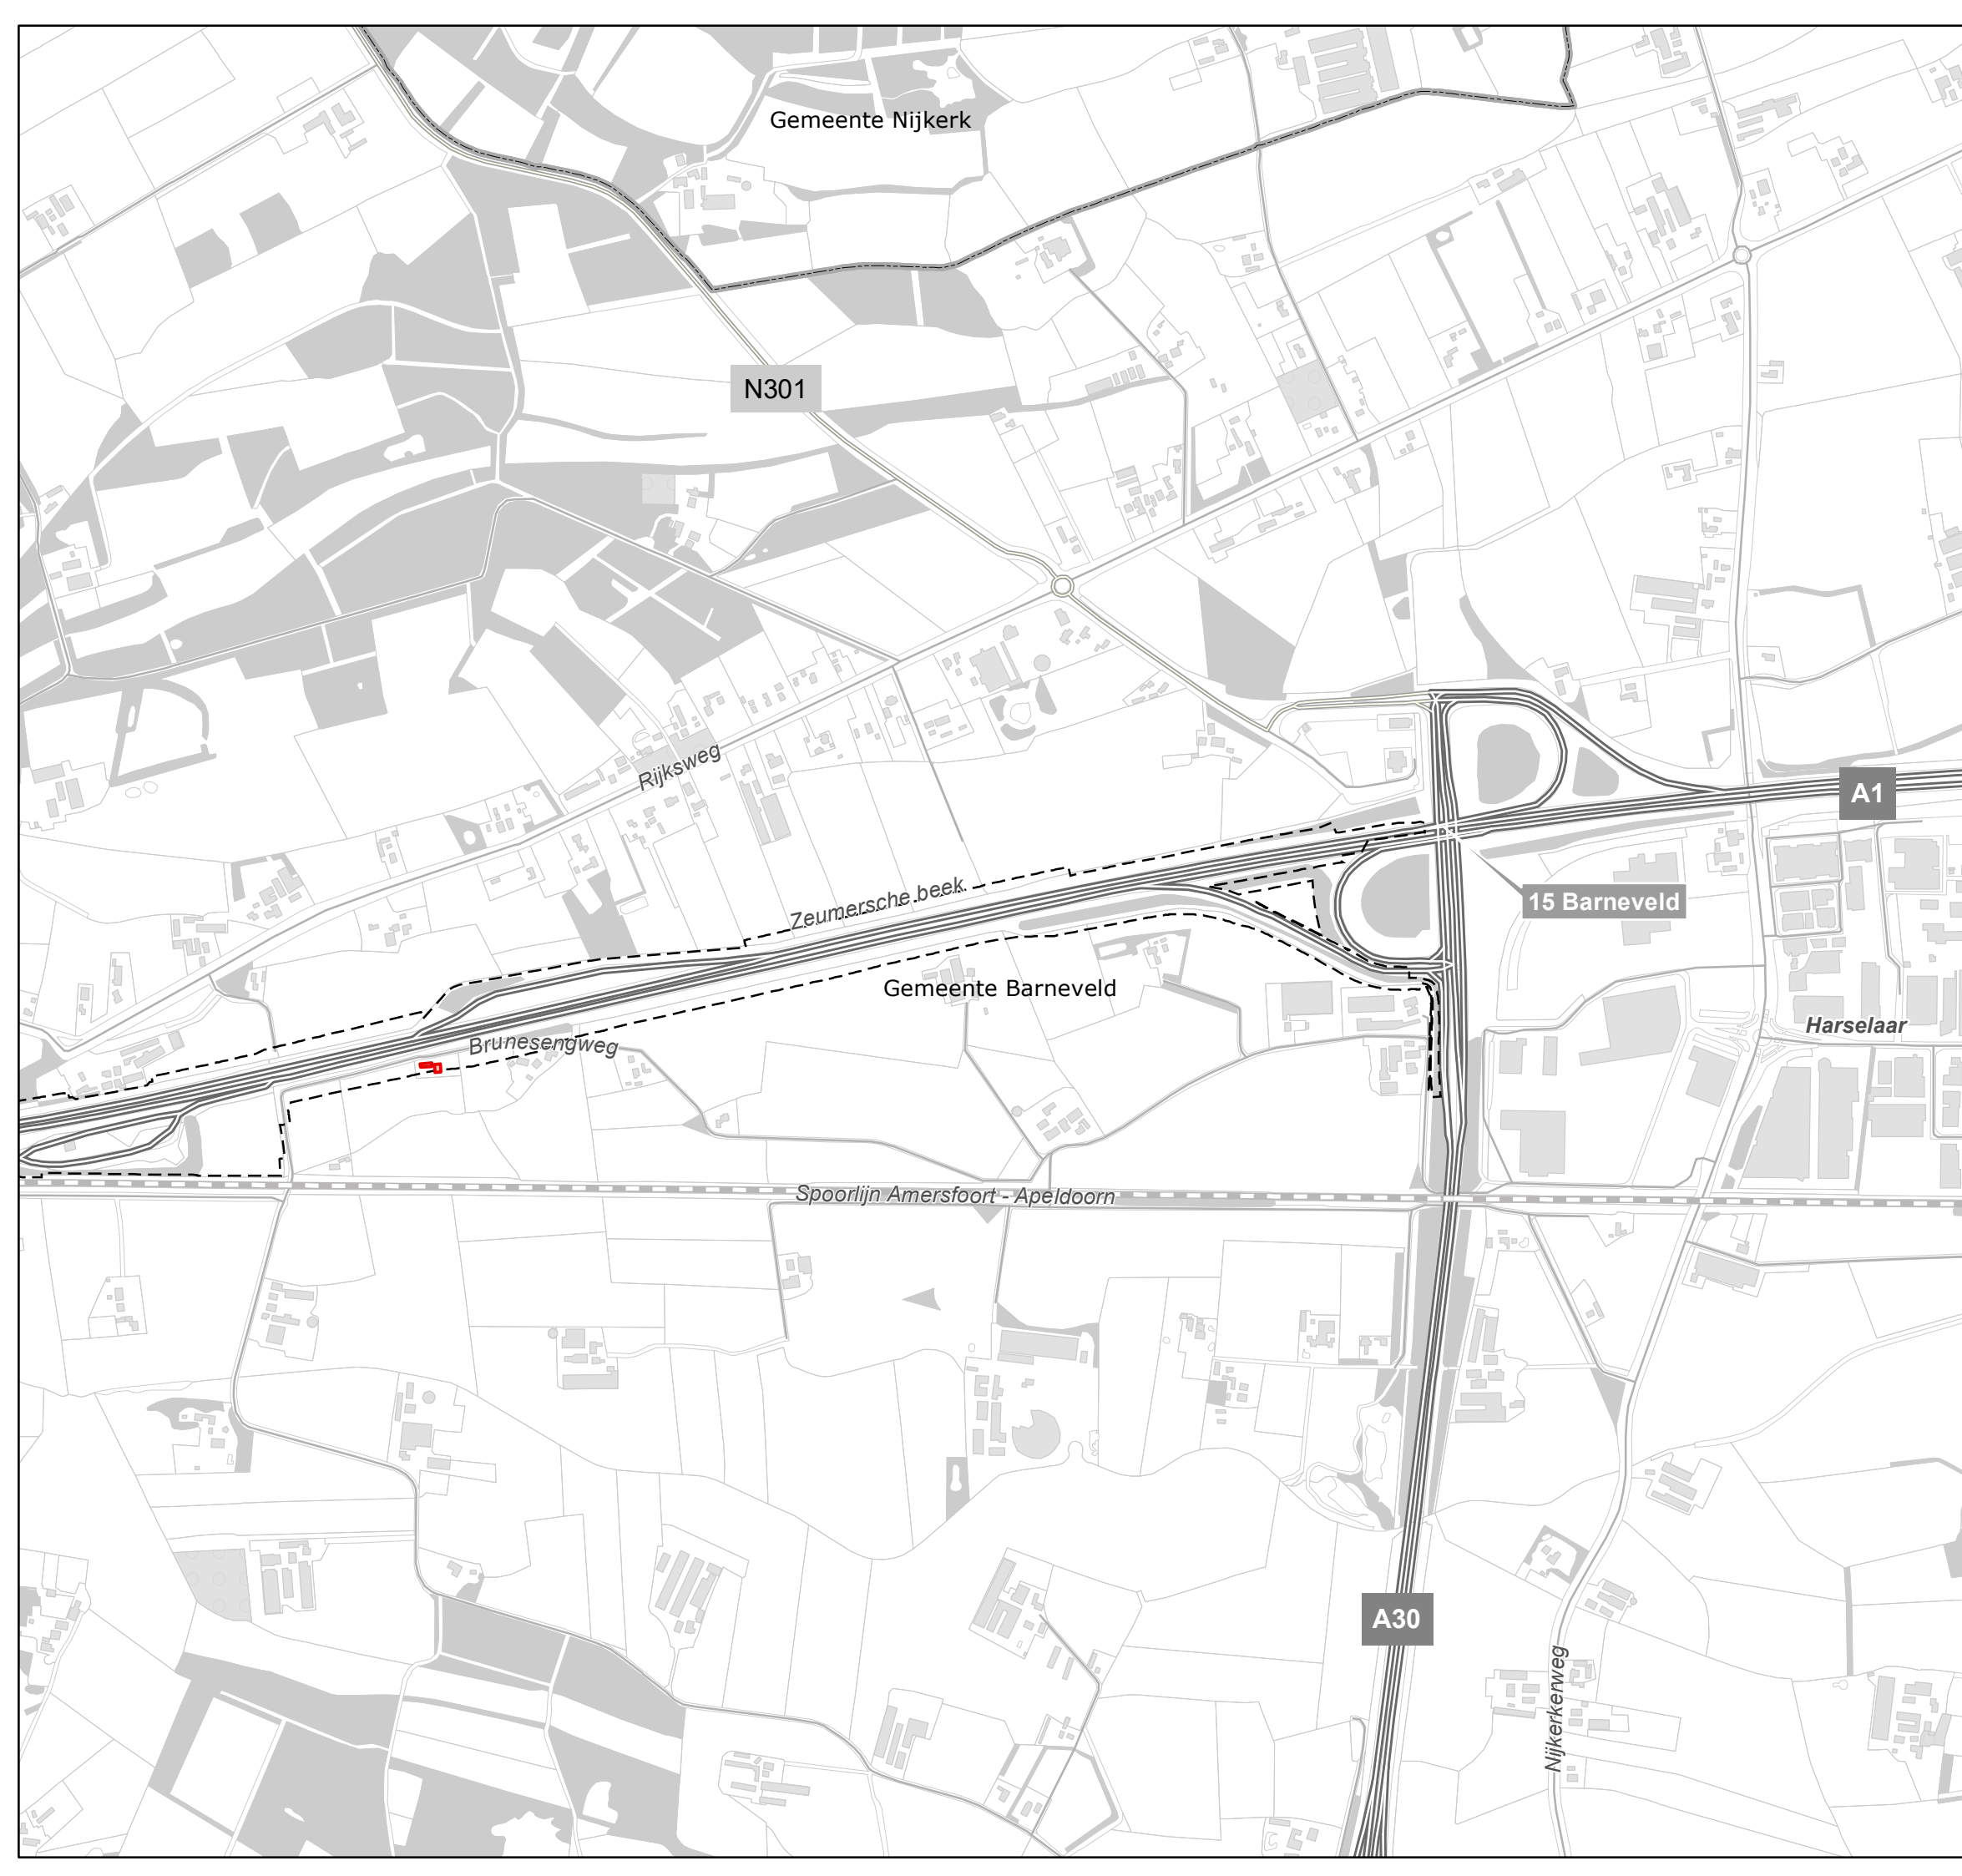 Gemeente Nijkerk
N301
Rijksweg
A1
Zeumersche beek
15 Barneveld
Gemeente Barneveld
Harselaar
Brunesengweg
Spoorlijn Amersfoort - Apeldoorn
A30
Nijkerkerweg